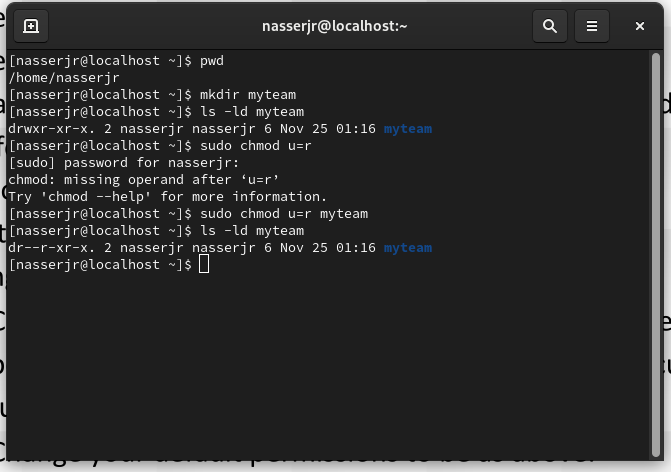 nasserjr@localhost:~
[nasserjr@localhost ~]$ pwd
/home/nasserjr
[nasserjr@localhost ~]$ mkdir myteam
[nasserjr@localhost ~]$ ls -ld myteam
drwxr-xr-x. 2 nasserjr nasserjr 6 Nov 25 01:16 myteam
[nasserjr@localhost ~]$ sudo chmod u=r
[sudo] password for nasserjr:
chmod: missing operand after ‘u=r’
Try 'chmod --help' for more information.
[nasserjr@localhost ~]$ sudo chmod u=r myteam
[nasserjr@localhost ~]$ ls -ld myteam
dr--r-xr-x. 2 nasserjr nasserjr 6 Nov 25 01:16 myteam
[nasserjr@localhost ~]$